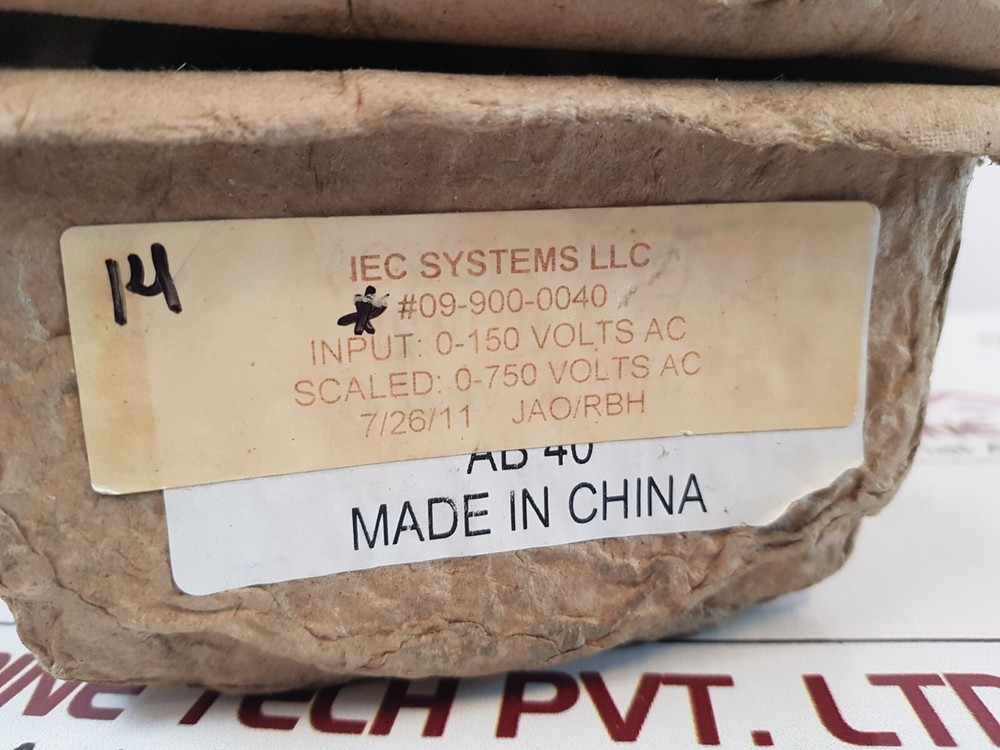 14
IEC SYSTEMS LLC
#09-900-0040
INPUT: 0-150 VOLTS AC
SCALED: 0-750 VOLTS AC
7/26/11 JAO/RBH
AB 40
MADE IN CHINA
TECH PVT. LTD